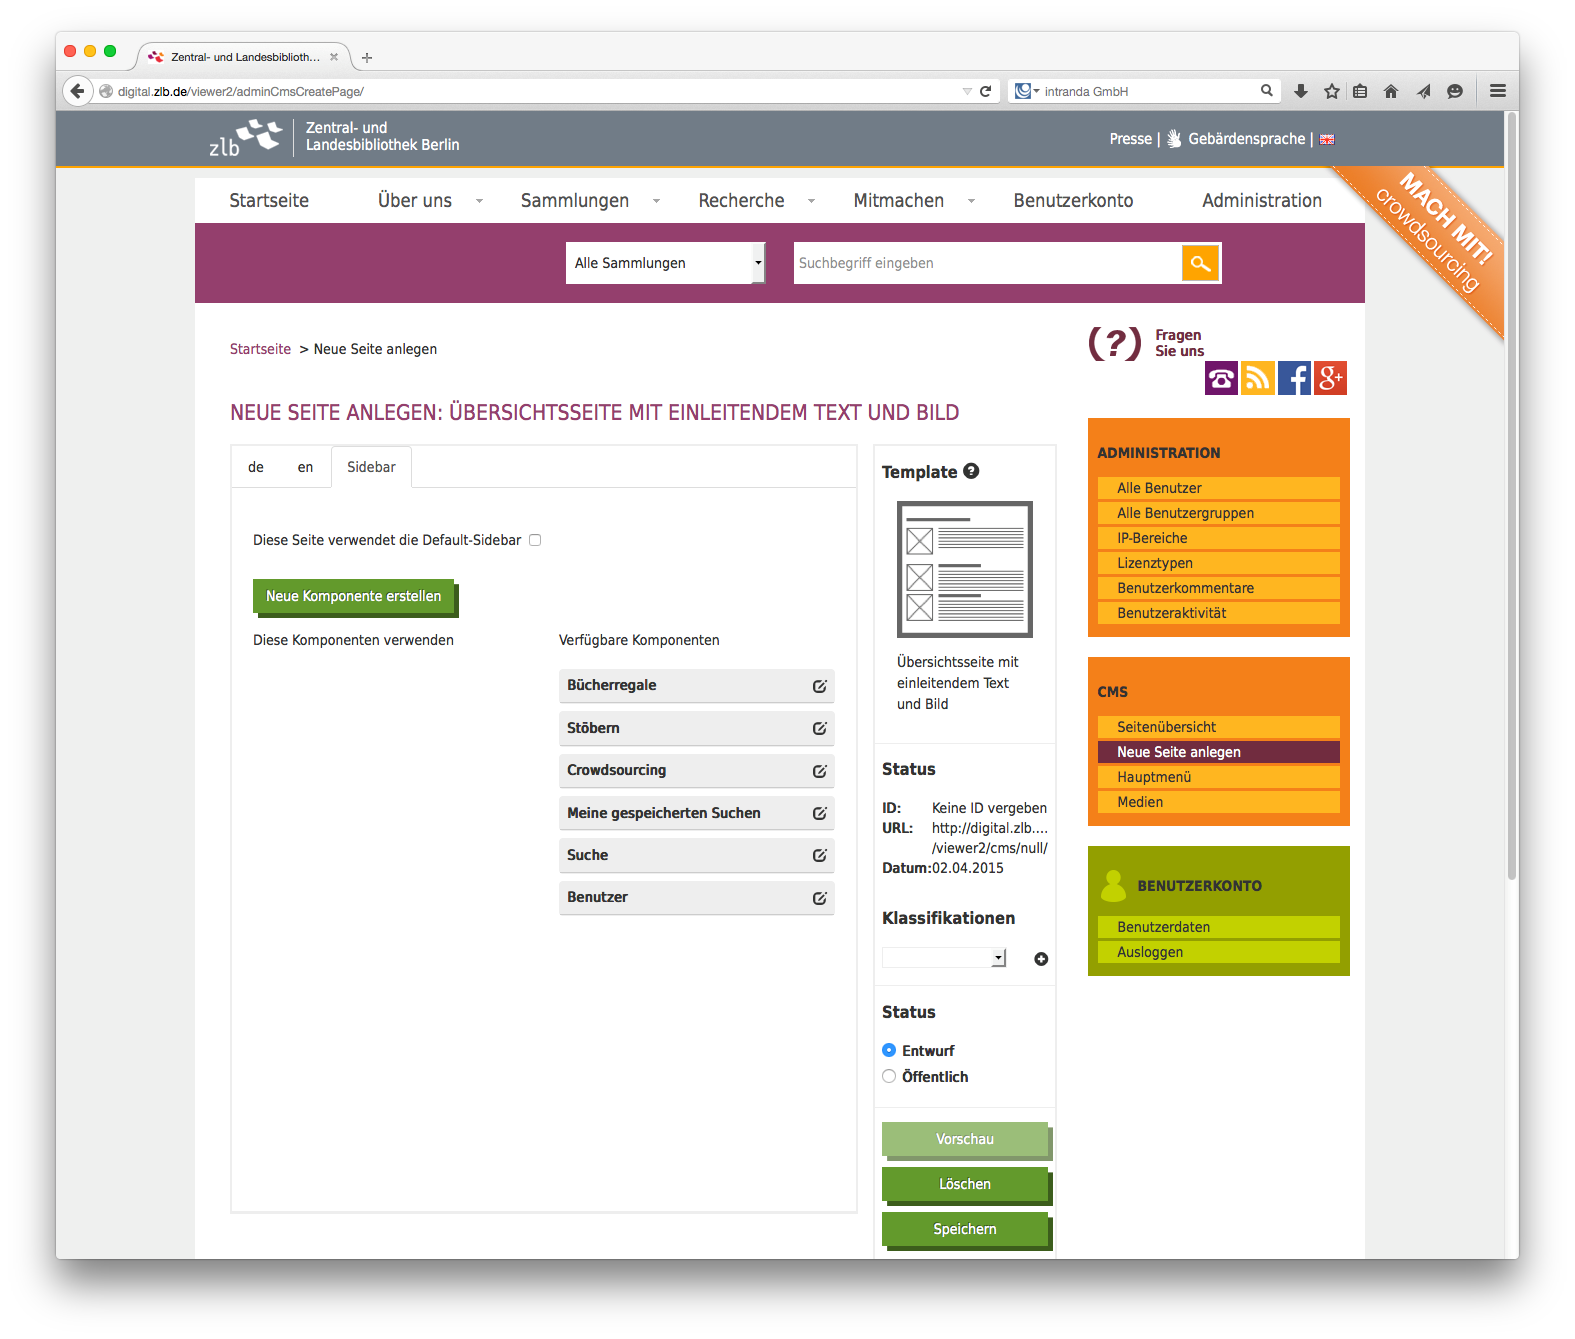 Zentral- und Landesbiblioth...
digital.zlb.de/viewer2/adminCmsCreatePage/
intranda GmbH
zlb
Zentral- und
Landesbibliothek Berlin
Presse | Gebärdensprache |
MACH MIT!
crowdsourcing
Startseite
Über uns
Sammlungen
Recherche
Mitmachen
Benutzerkonto
Administration
Alle Sammlungen
Suchbegriff eingeben
Startseite > Neue Seite anlegen
(?)
Fragen
Sie uns
g+
NEUE SEITE ANLEGEN: ÜBERSICHTSSEITE MIT EINLEITENDEM TEXT UND BILD
de
en
Sidebar
Diese Seite verwendet die Default-Sidebar
Neue Komponente erstellen
Diese Komponenten verwenden
Verfügbare Komponenten
Bücherregale
Stöbern
Crowdsourcing
Meine gespeicherten Suchen
Suche
Benutzer
Template
Übersichtsseite mit
einleitendem Text
und Bild
Status
ID: Keine ID vergeben
URL: http://digital.zlb....
/viewer2/cms/null/
Datum: 02.04.2015
Klassifikationen
Status
Entwurf
Öffentlich
Vorschau
Löschen
Speichern
ADMINISTRATION
Alle Benutzer
Alle Benutzergruppen
IP-Bereiche
Lizenztypen
Benutzerkommentare
Benutzeraktivität
CMS
Seitenübersicht
Neue Seite anlegen
Hauptmenü
Medien
BENUTZERKONTO
Benutzerdaten
Ausloggen